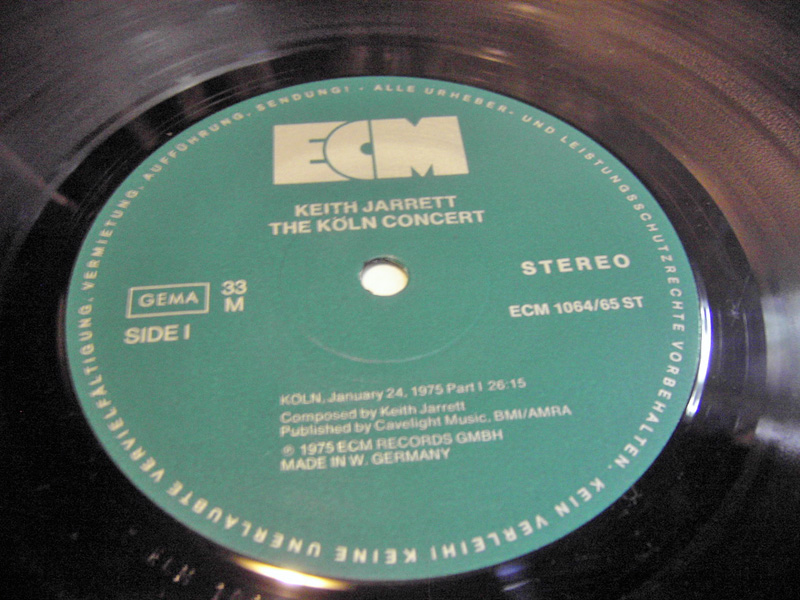 ECM
KEITH JARRETT
THE KÖLN CONCERT
STEREO
GEMA
33
M
SIDE I
ECM 1064/65 ST
KÖLN, January 24, 1975 Part I 26:15
Composed by Keith Jarrett
Published by Cavelight Music, BMI/AMRA
℗ 1975 ECM RECORDS GMBH
MADE IN W. GERMANY
ALLE URHEBER- UND LEISTUNGSSCHUTZRECHTE VORBEHALTEN. KEIN VERLEIH! KEINE UNERLAUBTE VERVIELFÄLTIGUNG, VERMIETUNG, AUFFÜHRUNG, SENDUNG! -